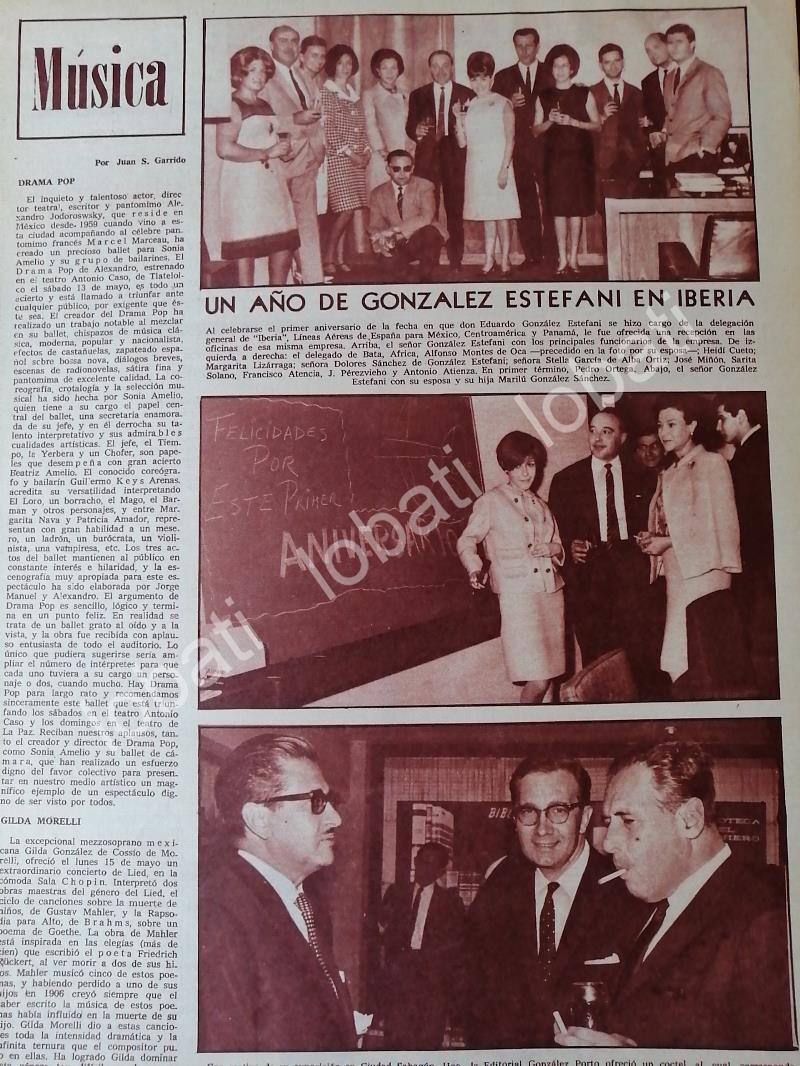 Música
Por Juan S. Garrido
DRAMA POP
El inquieto y talentoso actor, direc
tor teatral, escritor y pantomimo Ale-
xandro Jodoroswsky, que reside en
México desde 1959 cuando vino a es-
ta ciudad acompañando al célebre pan-
tomimo francés Marcel Marceau, ha
creado un precioso ballet para Sonia
Amelio y su grupo de bailarines. El
Drama Pop de Alexandro, estrenado
en el teatro Antonio Caso, de Tlatelol-
co el sábado 13 de mayo, es todo un
acierto y está llamado a triunfar ante
cualquier público, por exigente que és-
te sea. El creador del Drama Pop ha
realizado un trabajo notable al mezclar
en su ballet, chispazos de música clá-
sica, moderna, popular y nacionalista,
efectos de castañuelas, zapateado espa-
ñol sobre bossa nova, diálogos breves,
escenas de radionovelas, sátira fina y
pantomima de excelente calidad. La co-
reografía, crotalogía y la selección mu-
sical ha sido hecha por Sonia Amelio,
quien tiene a su cargo el papel cen-
tral del ballet, una secretaria enamora-
da de su jefe, y en él derrocha su ta-
lento interpretativo y sus admirables
cualidades artísticas. El jefe, el Tiem-
po, la Yerbera y un Chofer, son pape-
les que desempeña con gran acierto
Beatriz Amelio. El conocido coreógra-
fo y bailarín Guillermo Keys Arenas.
acredita su versatilidad interpretando
El Loro, un borracho, el Mago, el Bar-
man y otros personajes, y entre Mar-
garita Nava y Patricia Amador, repre-
sentan con gran habilidad a un mese-
ro, un ladrón, un burócrata, un violi-
nista, una vampiresa, etc. Los tres ac-
tos del ballet mantienen al público en
constante interés e hilaridad, y la es-
cenografía muy apropiada para este es-
pectáculo ha sido elaborada por Jorge
Manuel y Alexandro. El argumento de
Drama Pop es sencillo, lógico y termi-
na en un punto feliz. En realidad se
trata de un ballet grato al oído y a la
vista, y la obra fue recibida con aplau-
so entusiasta de todo el auditorio. Lo
único que pudiera sugerirse sería am-
pliar el número de intérpretes para que
cada uno tuviera a su cargo un perso-
naje o dos, cuando mucho. Hay Drama
Pop para largo rato y recomendamos
sinceramente este ballet que está triun-
fando los sábados en el teatro Antonio
Caso y los domingos en el teatro de
La Paz. Reciban nuestros aplausos, tan-
to el creador y director de Drama Pop,
como Sonia Amelio y su ballet de cá-
mara, que han realizado un esfuerzo
digno del favor colectivo para presen-
tar en nuestro medio artístico un mag-
nífico ejemplo de un espectáculo dig-
no de ser visto por todos.
GILDA MORELLI
La excepcional mezzosoprano mexi-
cana Gilda González de Cossío de Mo-
relli, ofreció el lunes 15 de mayo un
extraordinario concierto de Lied, en la
cómoda Sala Chopin. Interpretó dos
obras maestras del género del Lied, el
ciclo de canciones sobre la muerte de
niños, de Gustav Mahler, y la Rapso-
dia para Alto, de Brahms, sobre un
poema de Goethe. La obra de Mahler
está inspirada en las elegías (más de
cien) que escribió el poeta Friedrich
Rückert, al ver morir a dos de sus hi-
jos. Mahler musicó cinco de estos poe-
mas, y habiendo perdido a uno de sus
hijos en 1906 creyó siempre que el
haber escrito la música de estos poe-
mas había influido en la muerte de su
hijo. Gilda Morelli dio a estas cancio-
es toda la intensidad dramática y la
infinita ternura que el compositor pu-
o en ellas. Ha logrado Gilda dominar
UN AÑO DE GONZALEZ ESTEFANI EN IBERIA
Al celebrarse el primer aniversario de la fecha en que don Eduardo González Estefani se hizo cargo de la delegación
general de "Iberia", Líneas Aéreas de España para México, Centroamérica y Panamá, le fue ofrecida una recepción en las
oficinas de esa misma empresa. Arriba, el señor González Estefani con los principales funcionarios de la empresa. De iz-
quierda a derecha: el delegado de Bata, Africa, Alfonso Montes de Oca —precedido en la foto por su esposa—; Heidi Cueto;
Margarita Lizárraga; señora Dolores Sánchez de González Estefani; señora Stelle García de Alba Ortiz; José Miñón, Sarita
Solano, Francisco Atencia, J. Pérezvieho y Antonio Atienza. En primer término, Pedro Ortega. Abajo, el señor González
Estefani con su esposa y su hija Marilú González Sánchez.
FELICIDADES
POR
ESTE PRIMER
ANIVERSARIO
lobati lobati lobati lobati